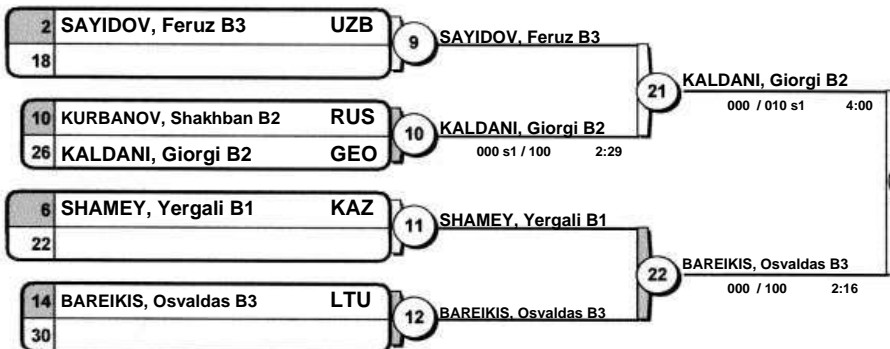 2 SAYIDOV, Feruz B3 UZB
18
9 SAYIDOV, Feruz B3
10 KURBANOV, Shakhban B2 RUS
26 KALDANI, Giorgi B2 GEO
10 KALDANI, Giorgi B2
000 s1 / 100 2:29
21 KALDANI, Giorgi B2
000 / 010 s1 4:00
6 SHAMEY, Yergali B1 KAZ
22
11 SHAMEY, Yergali B1
14 BAREIKIS, Osvaldas B3 LTU
30
12 BAREIKIS, Osvaldas B3
22 BAREIKIS, Osvaldas B3
000 / 100 2:16